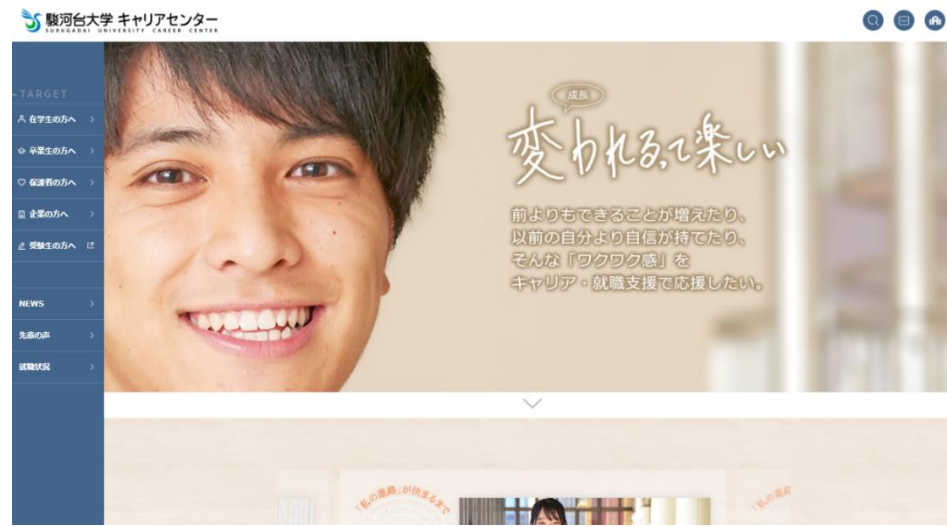 駿河台大学 キャリアセンター
SURUGADAI UNIVERSITY CAREER CENTER
TARGET
在学生の方へ
卒業生の方へ
保護者の方へ
企業の方へ
受験生の方へ
NEWS
先輩の声
就職状況
成長
変われるって楽しい
前よりもできることが増えたり、
以前の自分より自信が持てたり、
そんな「ワクワク感」を
キャリア・就職支援で応援したい。
「私の進路」が決まるまで
「私の進路